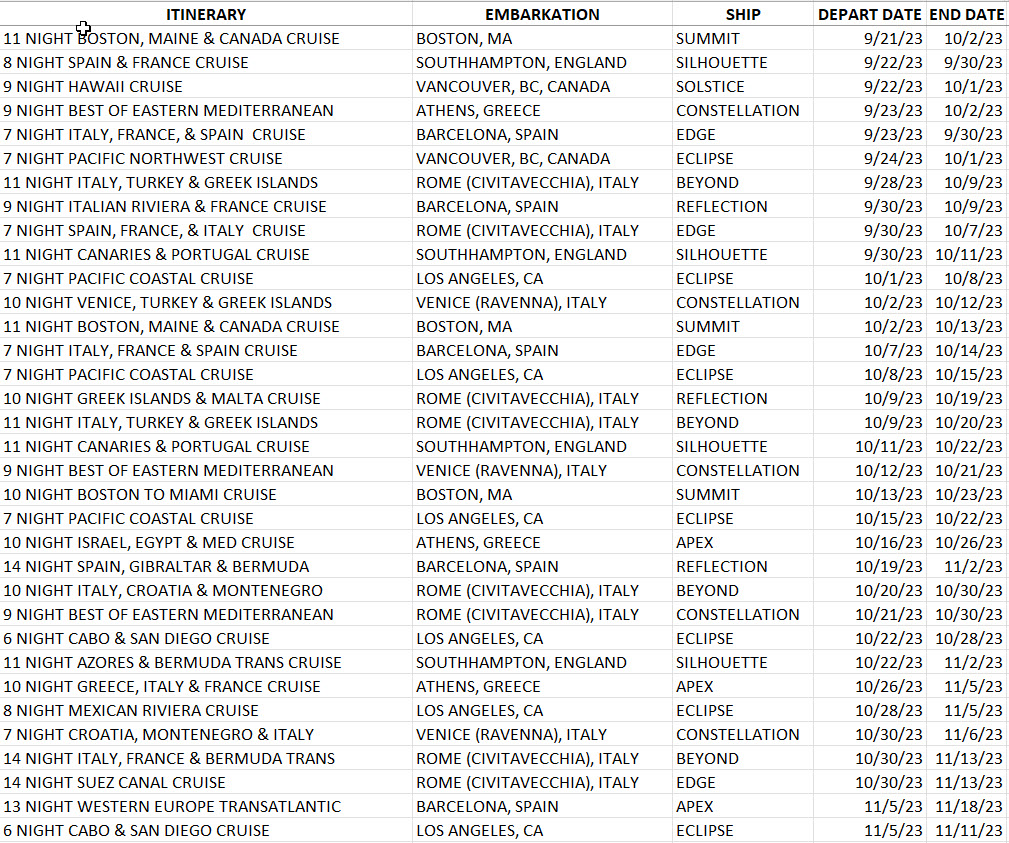 ITINERARY EMBARKATION SHIP DEPART DATE END DATE
11 NIGHT BOSTON, MAINE & CANADA CRUISE BOSTON, MA SUMMIT 9/21/23 10/2/23
8 NIGHT SPAIN & FRANCE CRUISE SOUTHHAMPTON, ENGLAND SILHOUETTE 9/22/23 9/30/23
9 NIGHT HAWAII CRUISE VANCOUVER, BC, CANADA SOLSTICE 9/22/23 10/1/23
9 NIGHT BEST OF EASTERN MEDITERRANEAN ATHENS, GREECE CONSTELLATION 9/23/23 10/2/23
7 NIGHT ITALY, FRANCE, & SPAIN  CRUISE BARCELONA, SPAIN EDGE 9/23/23 9/30/23
7 NIGHT PACIFIC NORTHWEST CRUISE VANCOUVER, BC, CANADA ECLIPSE 9/24/23 10/1/23
11 NIGHT ITALY, TURKEY & GREEK ISLANDS ROME (CIVITAVECCHIA), ITALY BEYOND 9/28/23 10/9/23
9 NIGHT ITALIAN RIVIERA & FRANCE CRUISE BARCELONA, SPAIN REFLECTION 9/30/23 10/9/23
7 NIGHT SPAIN, FRANCE, & ITALY  CRUISE ROME (CIVITAVECCHIA), ITALY EDGE 9/30/23 10/7/23
11 NIGHT CANARIES & PORTUGAL CRUISE SOUTHHAMPTON, ENGLAND SILHOUETTE 9/30/23 10/11/23
7 NIGHT PACIFIC COASTAL CRUISE LOS ANGELES, CA ECLIPSE 10/1/23 10/8/23
10 NIGHT VENICE, TURKEY & GREEK ISLANDS VENICE (RAVENNA), ITALY CONSTELLATION 10/2/23 10/12/23
11 NIGHT BOSTON, MAINE & CANADA CRUISE BOSTON, MA SUMMIT 10/2/23 10/13/23
7 NIGHT ITALY, FRANCE & SPAIN CRUISE BARCELONA, SPAIN EDGE 10/7/23 10/14/23
7 NIGHT PACIFIC COASTAL CRUISE LOS ANGELES, CA ECLIPSE 10/8/23 10/15/23
10 NIGHT GREEK ISLANDS & MALTA CRUISE ROME (CIVITAVECCHIA), ITALY REFLECTION 10/9/23 10/19/23
11 NIGHT ITALY, TURKEY & GREEK ISLANDS ROME (CIVITAVECCHIA), ITALY BEYOND 10/9/23 10/20/23
11 NIGHT CANARIES & PORTUGAL CRUISE SOUTHHAMPTON, ENGLAND SILHOUETTE 10/11/23 10/22/23
9 NIGHT BEST OF EASTERN MEDITERRANEAN VENICE (RAVENNA), ITALY CONSTELLATION 10/12/23 10/21/23
10 NIGHT BOSTON TO MIAMI CRUISE BOSTON, MA SUMMIT 10/13/23 10/23/23
7 NIGHT PACIFIC COASTAL CRUISE LOS ANGELES, CA ECLIPSE 10/15/23 10/22/23
10 NIGHT ISRAEL, EGYPT & MED CRUISE ATHENS, GREECE APEX 10/16/23 10/26/23
14 NIGHT SPAIN, GIBRALTAR & BERMUDA BARCELONA, SPAIN REFLECTION 10/19/23 11/2/23
10 NIGHT ITALY, CROATIA & MONTENEGRO ROME (CIVITAVECCHIA), ITALY BEYOND 10/20/23 10/30/23
9 NIGHT BEST OF EASTERN MEDITERRANEAN ROME (CIVITAVECCHIA), ITALY CONSTELLATION 10/21/23 10/30/23
6 NIGHT CABO & SAN DIEGO CRUISE LOS ANGELES, CA ECLIPSE 10/22/23 10/28/23
11 NIGHT AZORES & BERMUDA TRANS CRUISE SOUTHHAMPTON, ENGLAND SILHOUETTE 10/22/23 11/2/23
10 NIGHT GREECE, ITALY & FRANCE CRUISE ATHENS, GREECE APEX 10/26/23 11/5/23
8 NIGHT MEXICAN RIVIERA CRUISE LOS ANGELES, CA ECLIPSE 10/28/23 11/5/23
7 NIGHT CROATIA, MONTENEGRO & ITALY VENICE (RAVENNA), ITALY CONSTELLATION 10/30/23 11/6/23
14 NIGHT ITALY, FRANCE & BERMUDA TRANS ROME (CIVITAVECCHIA), ITALY BEYOND 10/30/23 11/13/23
14 NIGHT SUEZ CANAL CRUISE ROME (CIVITAVECCHIA), ITALY EDGE 10/30/23 11/13/23
13 NIGHT WESTERN EUROPE TRANSATLANTIC BARCELONA, SPAIN APEX 11/5/23 11/18/23
6 NIGHT CABO & SAN DIEGO CRUISE LOS ANGELES, CA ECLIPSE 11/5/23 11/11/23